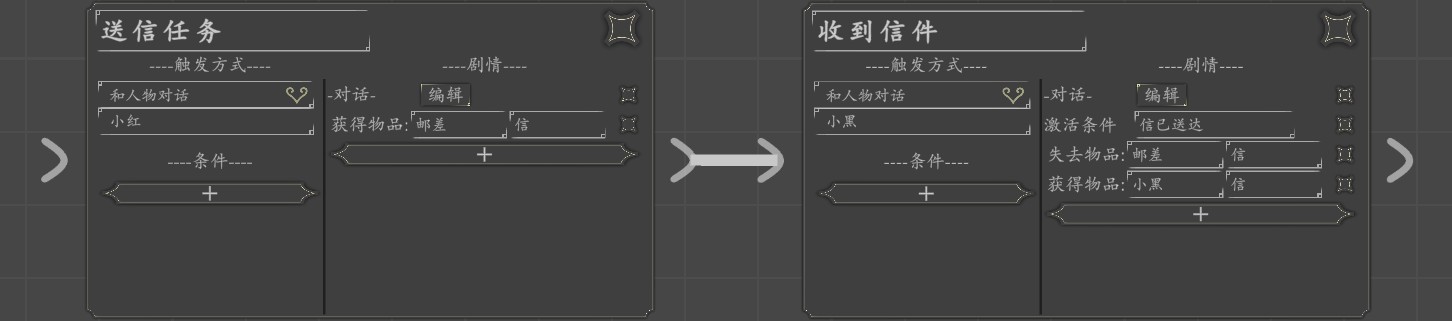 送信任务
----触发方式----
和人物对话
小红
----条件----
+
----剧情----
-对话- 编辑
获得物品: 邮差 信
+
收到信件
----触发方式----
和人物对话
小黑
----条件----
+
----剧情----
-对话- 编辑
激活条件 信已送达
失去物品: 邮差 信
获得物品: 小黑 信
+